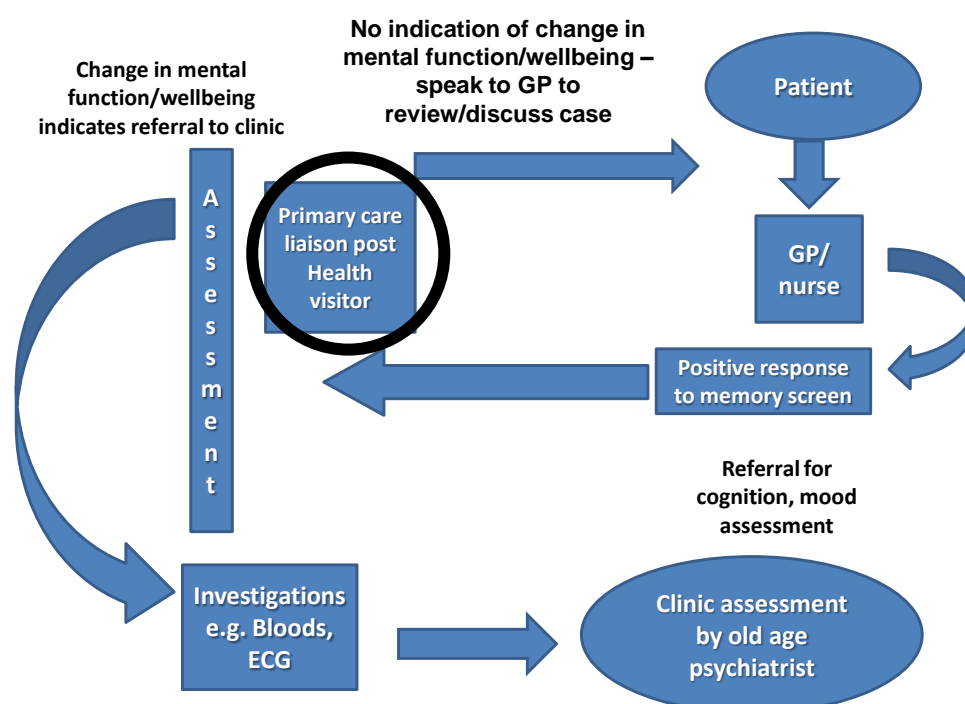 No indication of change in
mental function/wellbeing –
speak to GP to
review/discuss case
Change in mental
function/wellbeing
indicates referral to clinic
Patient
Assessment
Primary care
liaison post
Health
visitor
GP/
nurse
Positive response
to memory screen
Referral for
cognition, mood
assessment
Investigations
e.g. Bloods,
ECG
Clinic assessment
by old age
psychiatrist